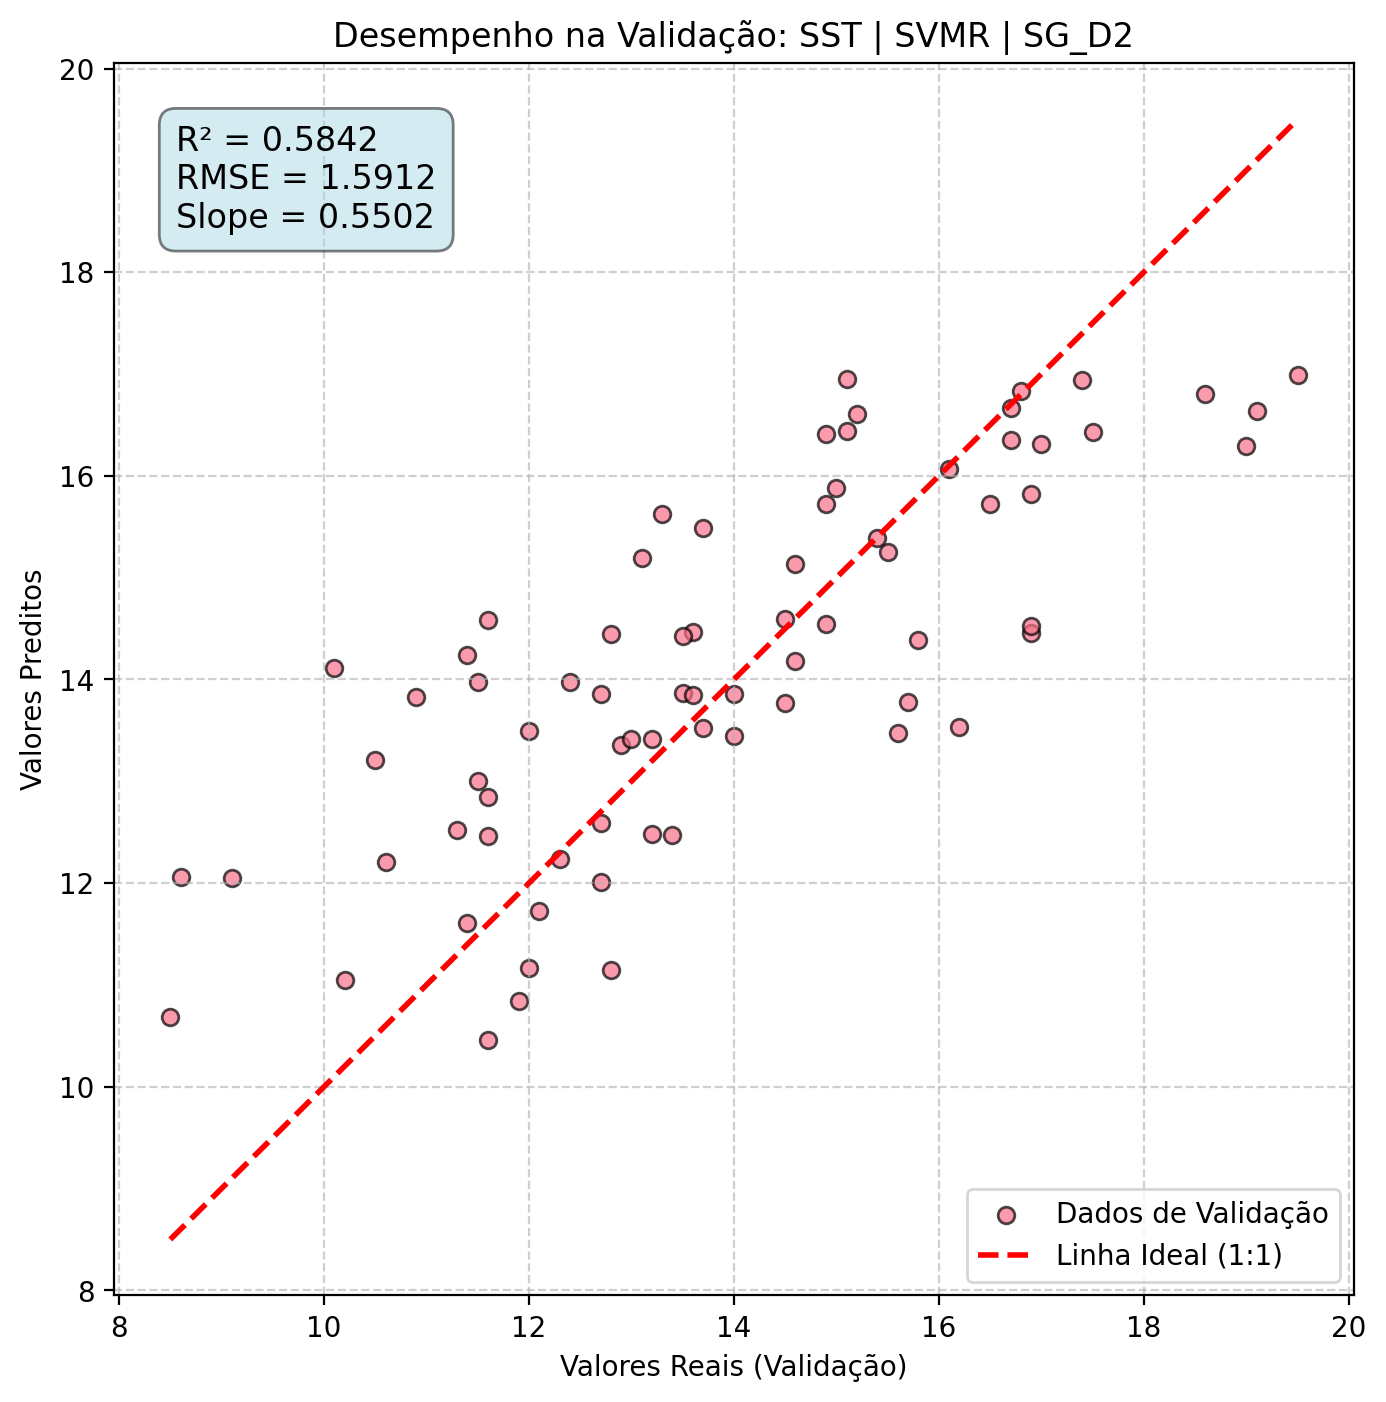 Desempenho na Validação: SST | SVMR | SG_D2
20
18
16
14
12
10
8
Valores Preditos
R² = 0.5842
RMSE = 1.5912
Slope = 0.5502
Dados de Validação
Linha Ideal (1:1)
8 10 12 14 16 18 20
Valores Reais (Validação)